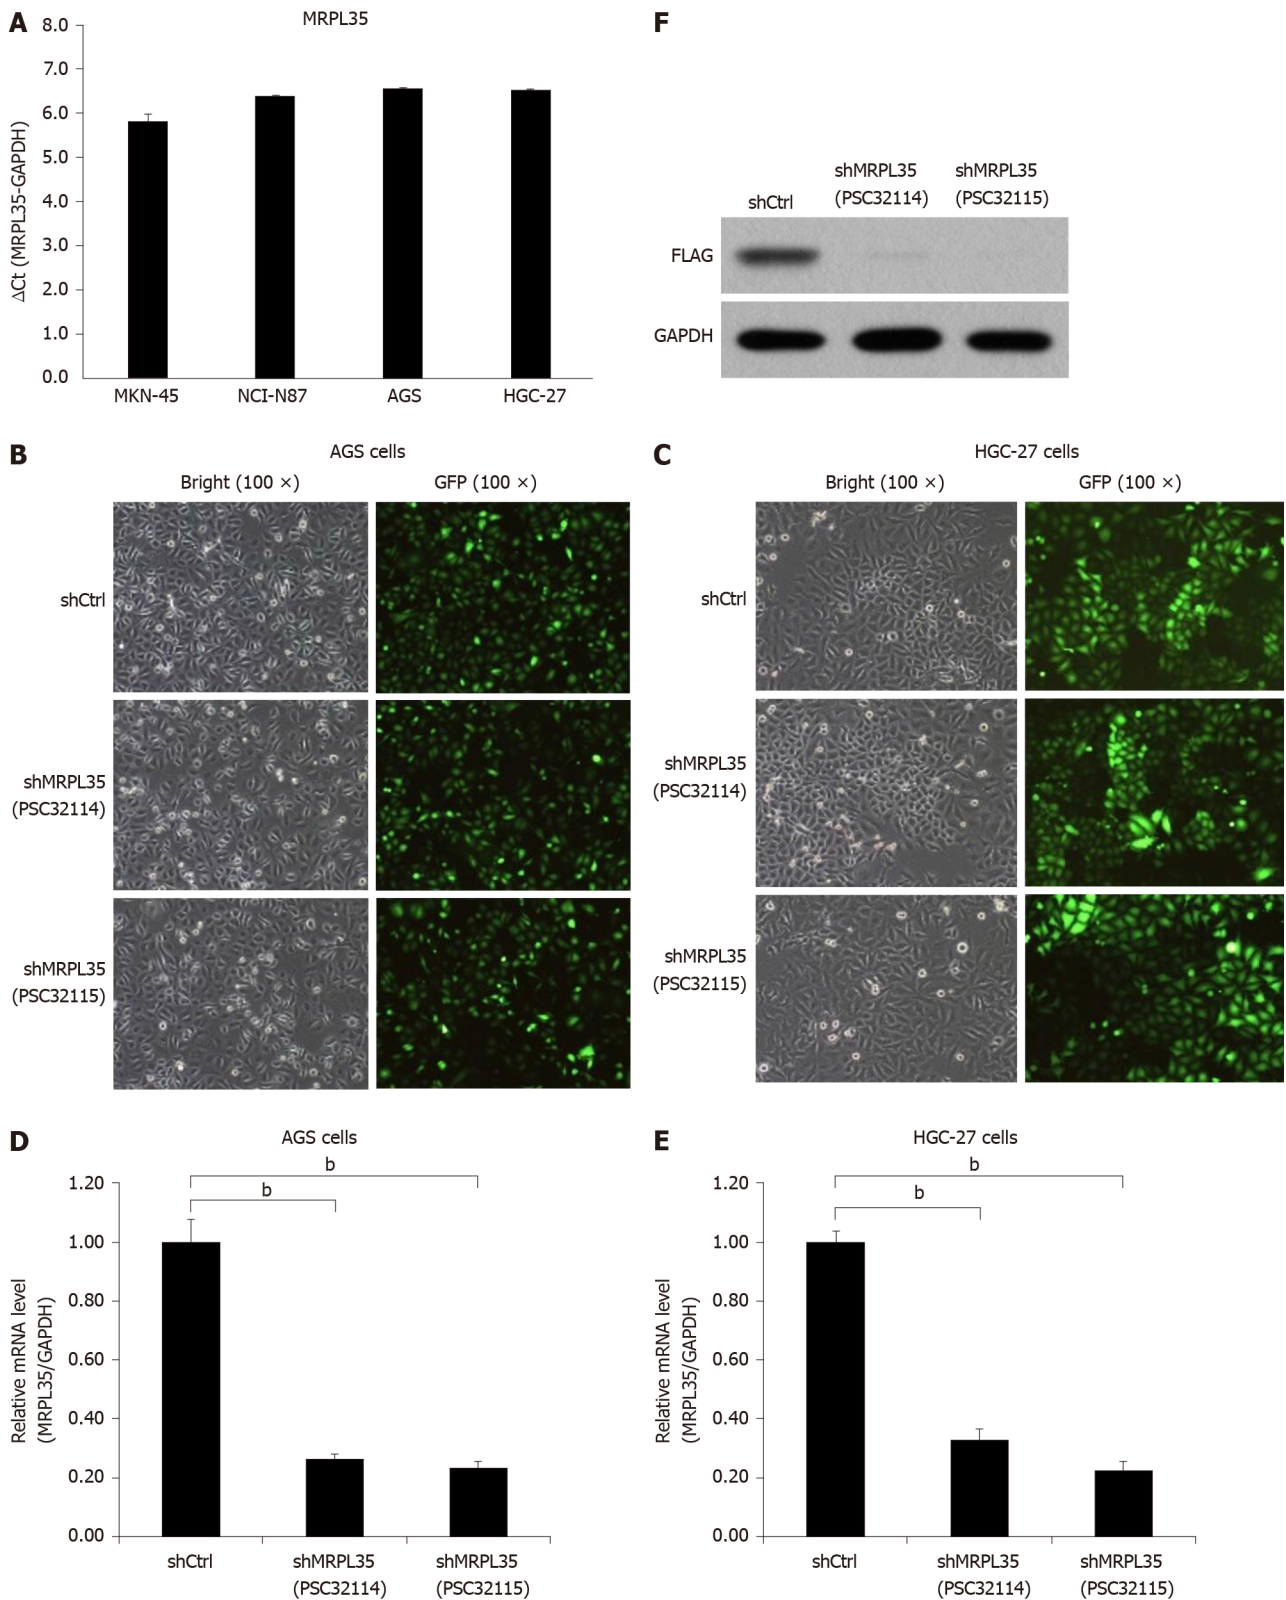 A
MRPL35
ΔCt (MRPL35-GAPDH)
8.0
7.0
6.0
5.0
4.0
3.0
2.0
1.0
0.0
MKN-45
NCI-N87
AGS
HGC-27
F
shCtrl
shMRPL35
(PSC32114)
shMRPL35
(PSC32115)
FLAG
GAPDH
B
AGS cells
Bright (100 ×)
GFP (100 ×)
shCtrl
shMRPL35
(PSC32114)
shMRPL35
(PSC32115)
C
HGC-27 cells
Bright (100 ×)
GFP (100 ×)
shCtrl
shMRPL35
(PSC32114)
shMRPL35
(PSC32115)
D
AGS cells
b
b
Relative mRNA level
(MRPL35/GAPDH)
1.20
1.00
0.80
0.60
0.40
0.20
0.00
shCtrl
shMRPL35
(PSC32114)
shMRPL35
(PSC32115)
E
HGC-27 cells
b
b
Relative mRNA level
(MRPL35/GAPDH)
1.20
1.00
0.80
0.60
0.40
0.20
0.00
shCtrl
shMRPL35
(PSC32114)
shMRPL35
(PSC32115)